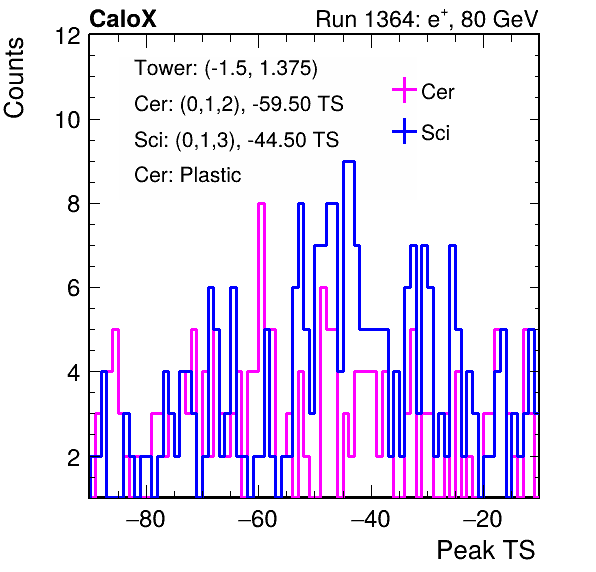 CaloX Run 1364: e⁺, 80 GeV
Counts
12
10
8
6
4
2
Tower: (-1.5, 1.375)
Cer: (0,1,2), -59.50 TS
Sci: (0,1,3), -44.50 TS
Cer: Plastic
Cer
Sci
−80 −60 −40 −20
Peak TS